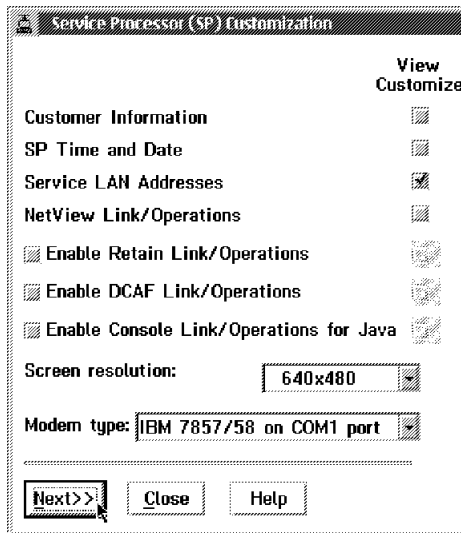 Service Processor (SP) Customization
View
Customize
Customer Information
SP Time and Date
Service LAN Addresses
NetView Link/Operations
Enable Retain Link/Operations
Enable DCAF Link/Operations
Enable Console Link/Operations for Java
Screen resolution: 640x480
Modem type: IBM 7857/58 on COM1 port
Next>> Close Help